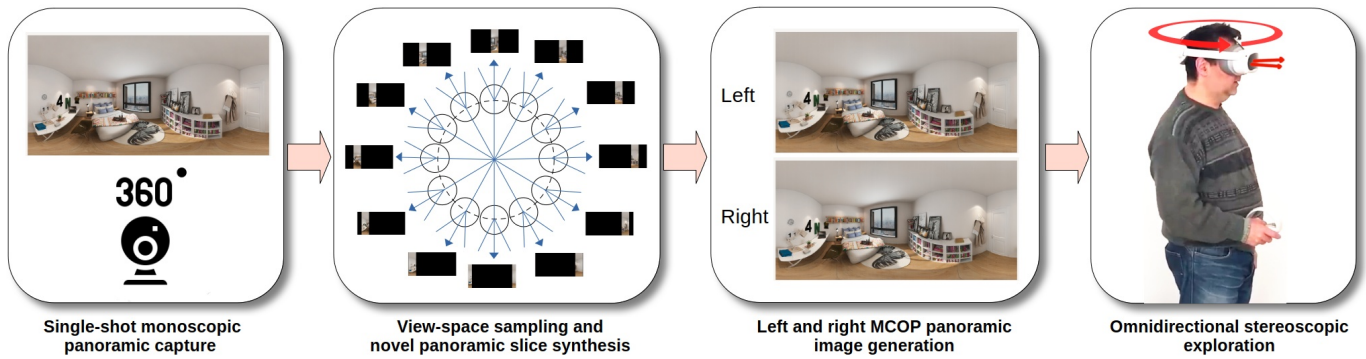 360°
Left
Right
Single-shot monoscopic
panoramic capture
View-space sampling and
novel panoramic slice synthesis
Left and right MCOP panoramic
image generation
Omnidirectional stereoscopic
exploration